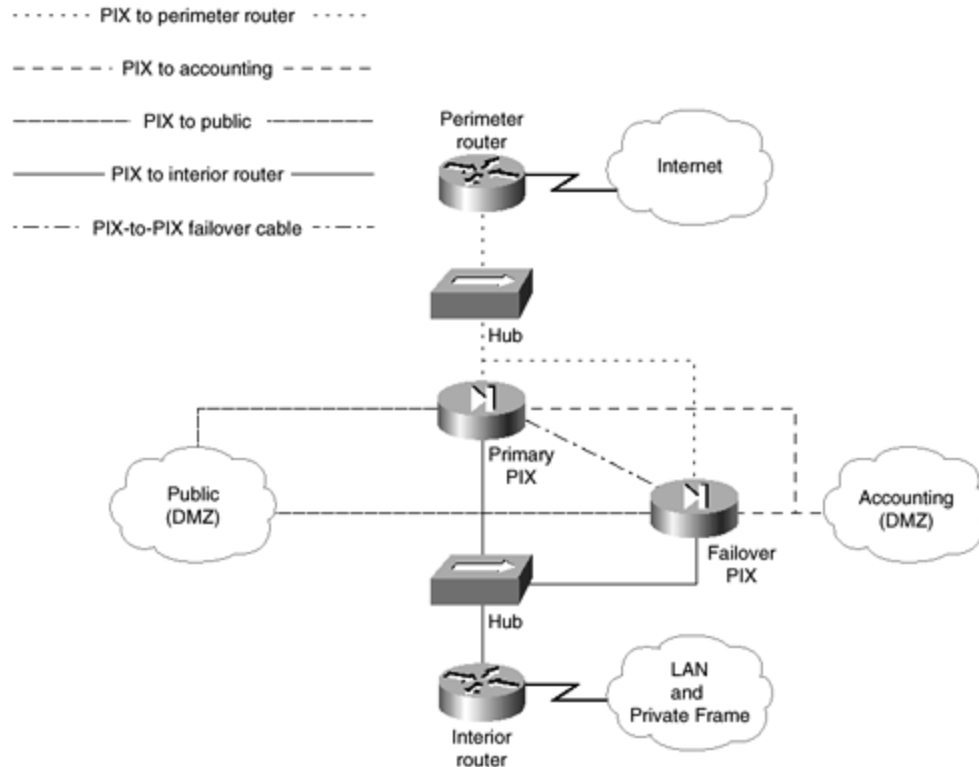 PIX to perimeter router
PIX to accounting
PIX to public
PIX to interior router
PIX-to-PIX failover cable
Perimeter
router
Internet
Hub
Primary
PIX
Public
(DMZ)
Accounting
(DMZ)
Failover
PIX
Hub
LAN
and
Private Frame
Interior
router